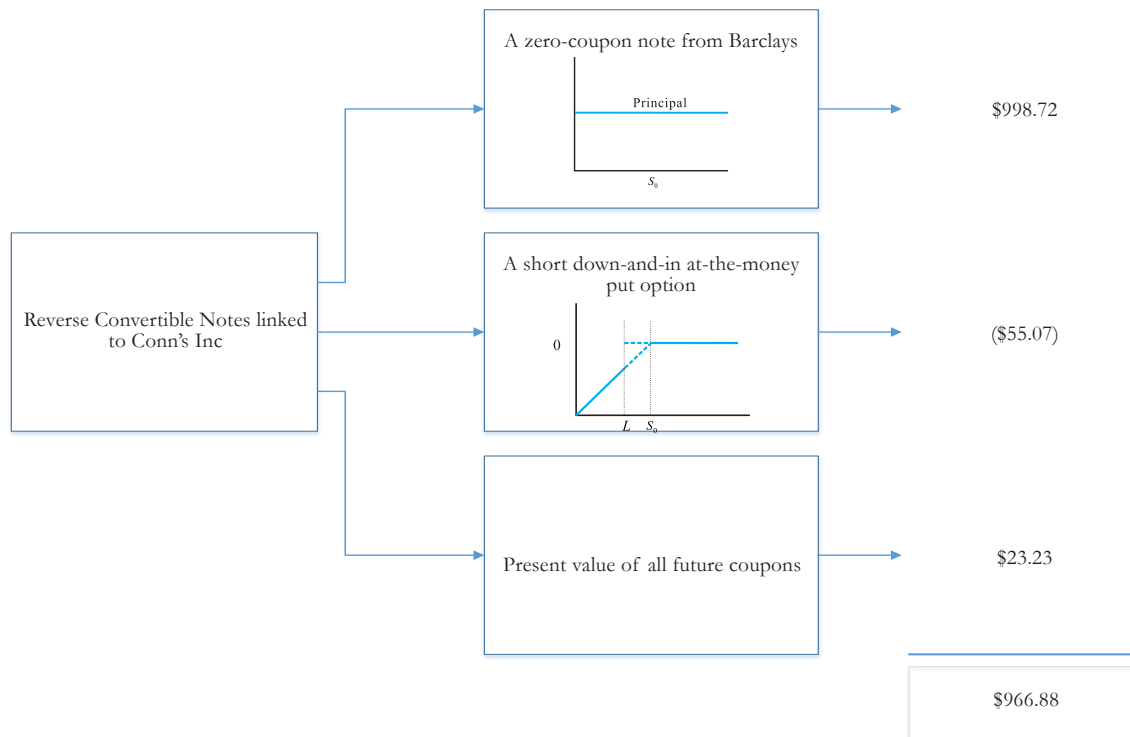 A zero-coupon note from Barclays
Principal
S₀
$998.72
Reverse Convertible Notes linked
to Conn's Inc
A short down-and-in at-the-money
put option
0
L S₀
($55.07)
Present value of all future coupons
$23.23
$966.88